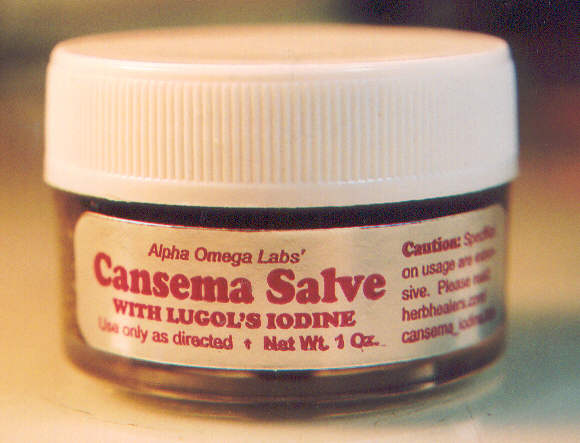 Alpha Omega Labs'
Cansema Salve
WITH LUGOL'S IODINE
Use only as directed † Net Wt. 1 Oz.
Caution:
on usage are
sive. Please
herbhealers.com